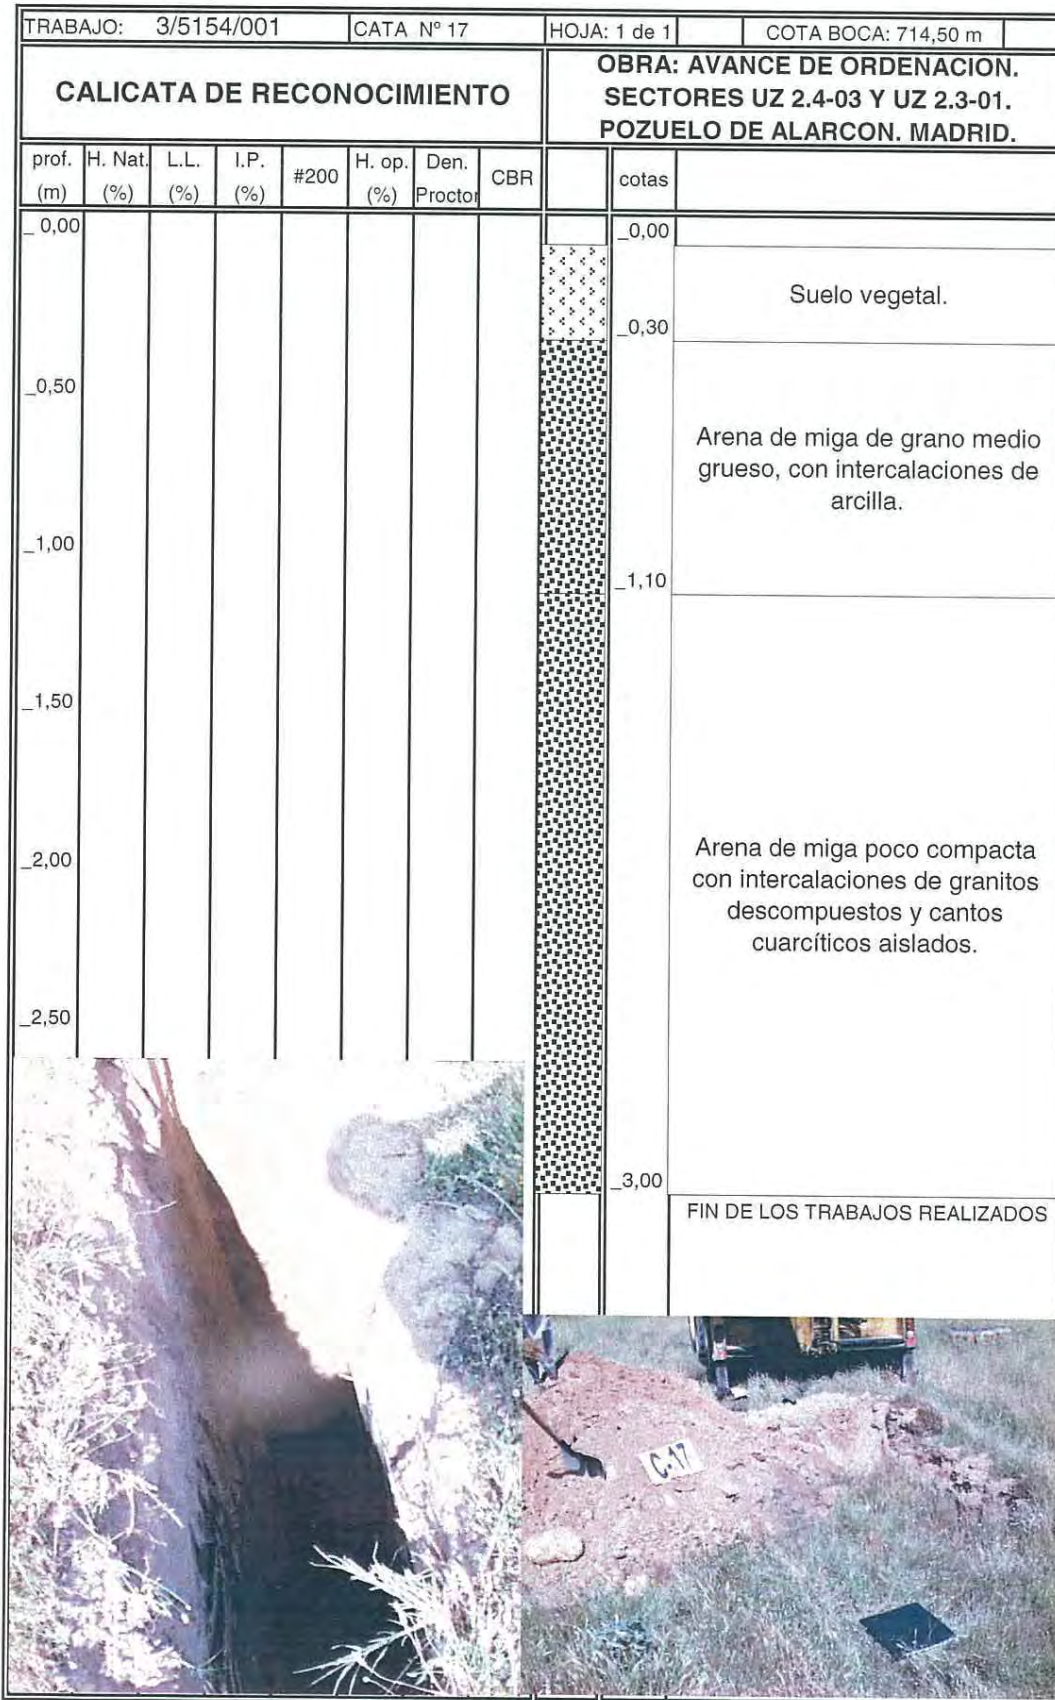 TRABAJO: 3/5154/001 CATA Nº 17 HOJA: 1 de 1 COTA BOCA: 714,50 m
CALICATA DE RECONOCIMIENTO
OBRA: AVANCE DE ORDENACION.
SECTORES UZ 2.4-03 Y UZ 2.3-01.
POZUELO DE ALARCON. MADRID.
prof. H. Nat. L.L. I.P. #200 H. op. Den. CBR cotas
(m) (%) (%) (%) (%) Proctor
_ 0,00
_0,50
_1,00
_1,50
_2,00
_2,50
_0,00
Suelo vegetal.
_0,30
Arena de miga de grano medio
grueso, con intercalaciones de
arcilla.
_1,10
Arena de miga poco compacta
con intercalaciones de granitos
descompuestos y cantos
cuarcíticos aislados.
_3,00
FIN DE LOS TRABAJOS REALIZADOS
C-17